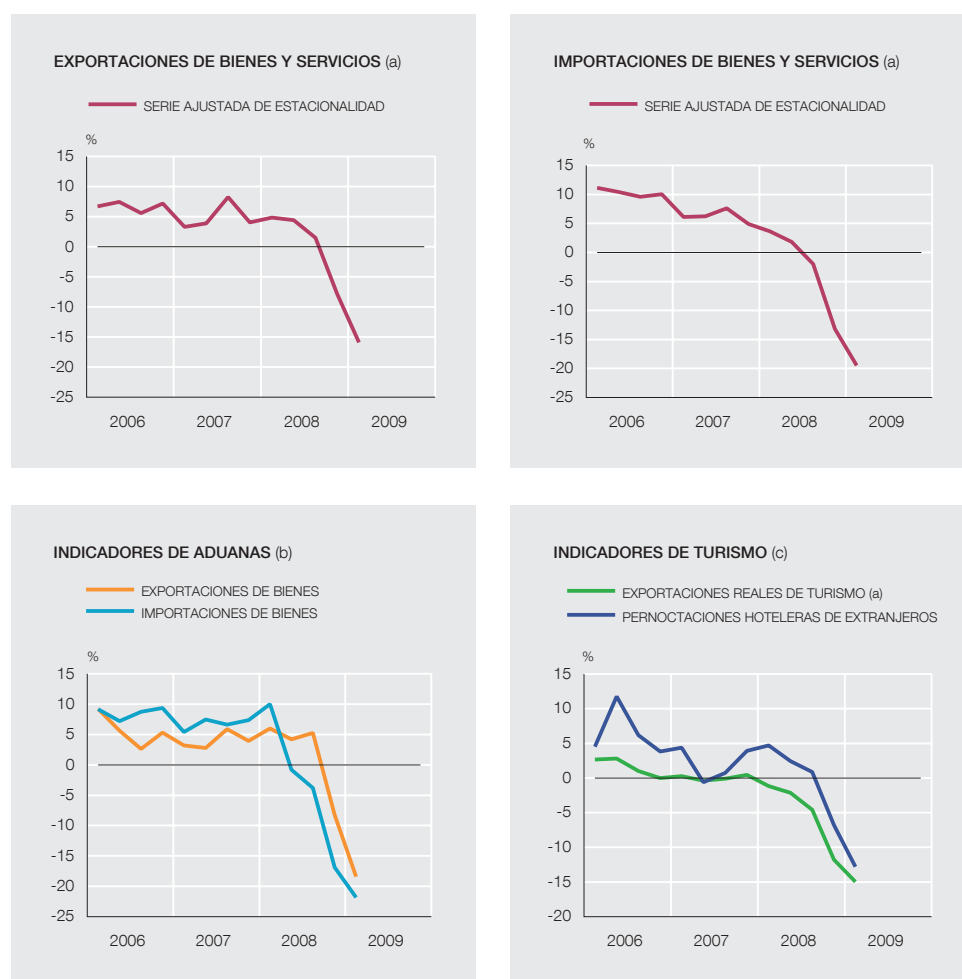 EXPORTACIONES DE BIENES Y SERVICIOS (a)
SERIE AJUSTADA DE ESTACIONALIDAD
%
15
10
5
0
-5
-10
-15
-20
-25
2006 2007 2008 2009
IMPORTACIONES DE BIENES Y SERVICIOS (a)
SERIE AJUSTADA DE ESTACIONALIDAD
%
15
10
5
0
-5
-10
-15
-20
-25
2006 2007 2008 2009
INDICADORES DE ADUANAS (b)
EXPORTACIONES DE BIENES
IMPORTACIONES DE BIENES
%
15
10
5
0
-5
-10
-15
-20
-25
2006 2007 2008 2009
INDICADORES DE TURISMO (c)
EXPORTACIONES REALES DE TURISMO (a)
PERNOCTACIONES HOTELERAS DE EXTRANJEROS
%
15
10
5
0
-5
-10
-15
-20
2006 2007 2008 2009